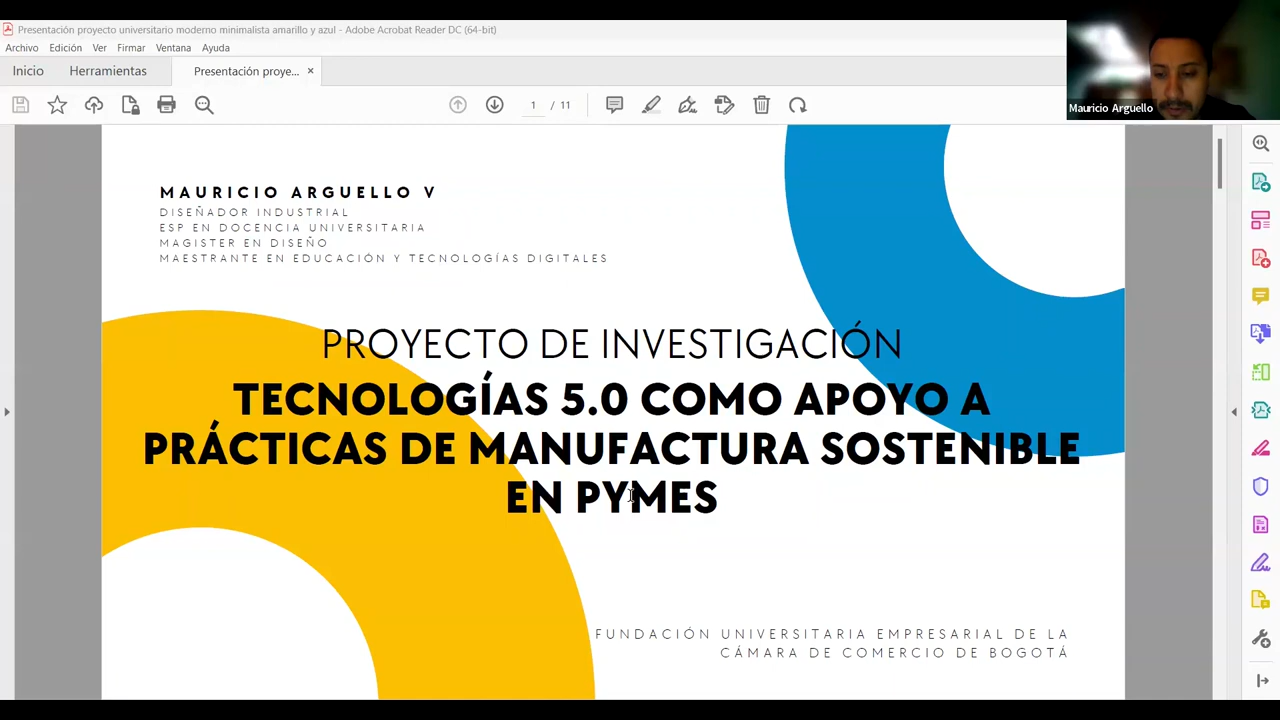 Presentación proyecto universitario moderno minimalista amarillo y azul - Adobe Acrobat Reader DC (64-bit)
Archivo Edición Ver Firmar Ventana Ayuda
Inicio Herramientas Presentación proye... ×
1 / 11
Mauricio Arguello
MAURICIO ARGUELLO V
DISEÑADOR INDUSTRIAL
ESP EN DOCENCIA UNIVERSITARIA
MAGISTER EN DISEÑO
MAESTRANTE EN EDUCACIÓN Y TECNOLOGÍAS DIGITALES
PROYECTO DE INVESTIGACIÓN
TECNOLOGÍAS 5.0 COMO APOYO A
PRÁCTICAS DE MANUFACTURA SOSTENIBLE
EN PYMES
FUNDACIÓN UNIVERSITARIA EMPRESARIAL DE LA
CÁMARA DE COMERCIO DE BOGOTÁ